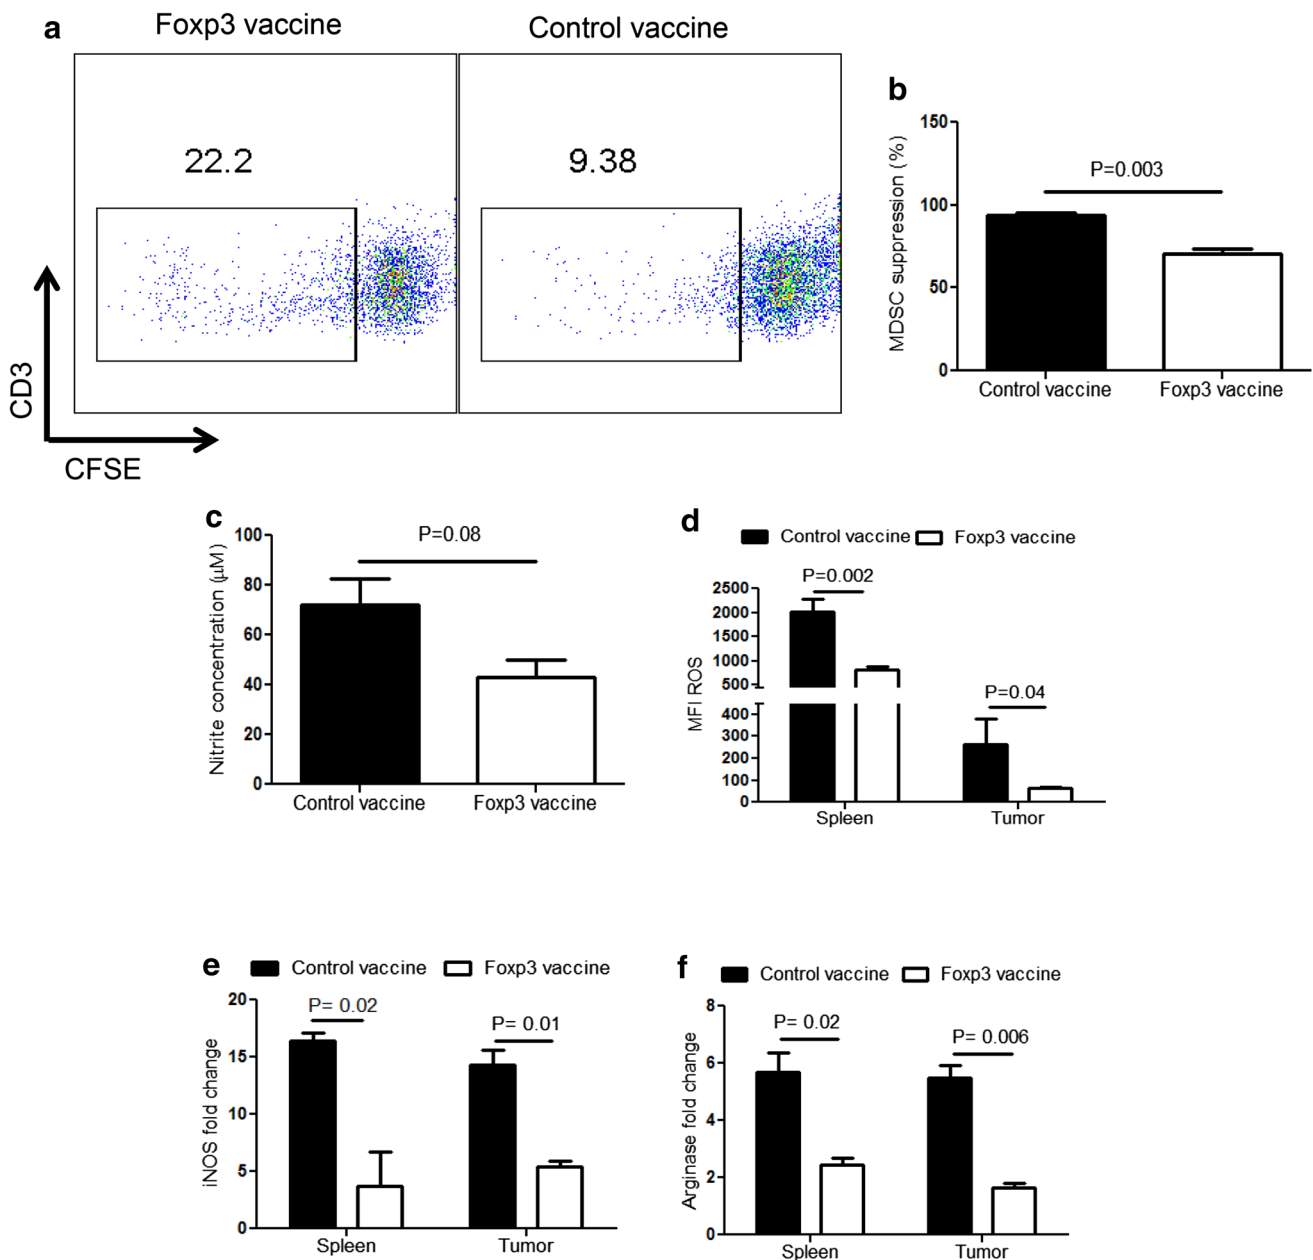 a
Foxp3 vaccine
Control vaccine
22.2
9.38
CD3
CFSE
b
MDSC suppression (%)
150
100
50
0
P=0.003
Control vaccine
Foxp3 vaccine
c
Nitrite concentration (μM)
100
80
60
40
20
0
P=0.08
Control vaccine
Foxp3 vaccine
d
Control vaccine
Foxp3 vaccine
MFI ROS
2500
2000
1500
1000
500
400
300
200
100
0
P=0.002
P=0.04
Spleen
Tumor
e
Control vaccine
Foxp3 vaccine
iNOS fold change
20
15
10
5
0
P= 0.02
P= 0.01
Spleen
Tumor
f
Control vaccine
Foxp3 vaccine
Arginase fold change
8
6
4
2
0
P= 0.02
P= 0.006
Spleen
Tumor